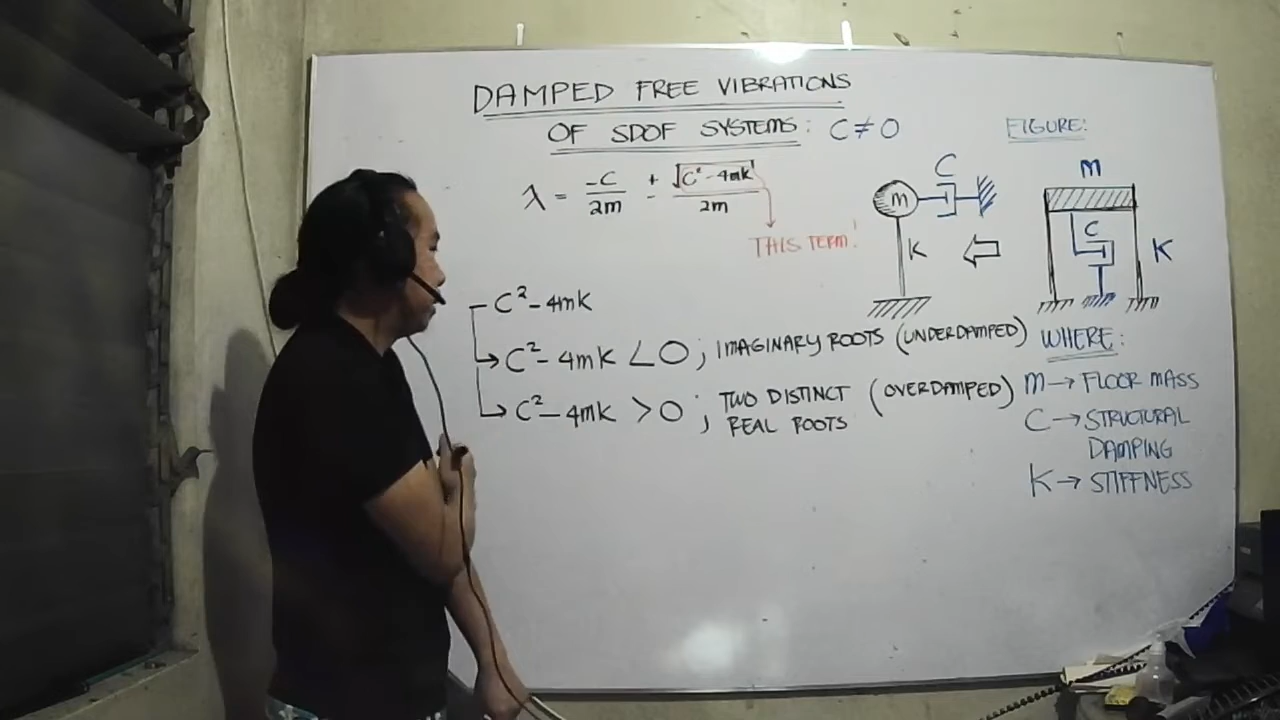 DAMPED FREE VIBRATIONS
OF SDOF SYSTEMS: C ≠ 0
λ = -C/2m ± √(C² - 4mK)/2m
THIS TERM!
C² - 4mK
C² - 4mK < 0 ; IMAGINARY ROOTS (UNDERDAMPED)
C² - 4mK > 0 ; TWO DISTINCT (OVERDAMPED)
REAL ROOTS
FIGURE:
C
m
K
m
C
K
WHERE:
m → FLOOR MASS
C → STRUCTURAL
DAMPING
K → STIFFNESS